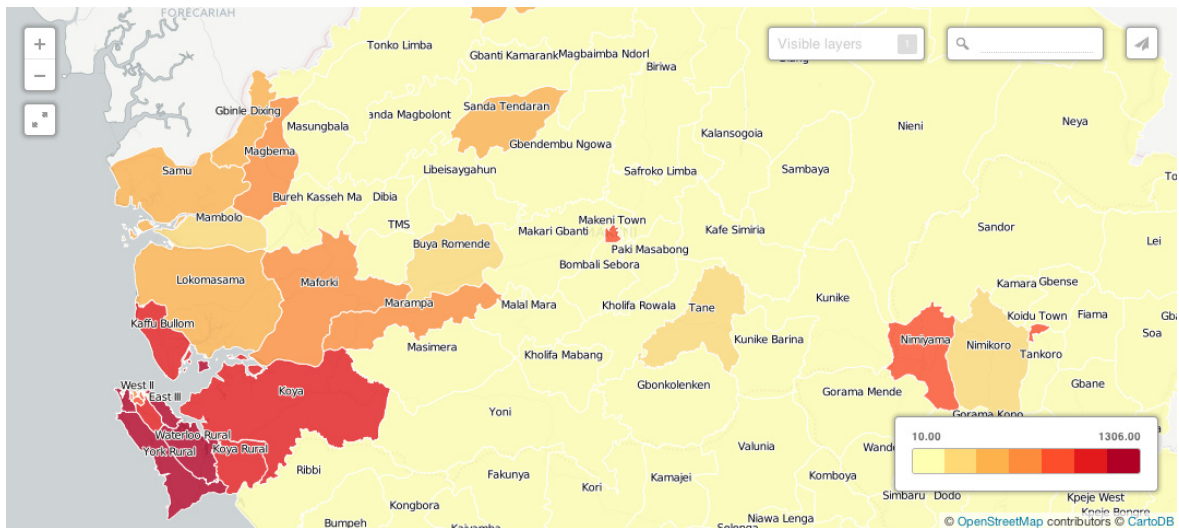 FORECARIAH
Tonko Limba
Gbanti Kamarank
Magbaimba Ndorl
Biriwa
Visible layers 1
Gbinle Dixing
Sanda Tendaran
anda Magbolont
Masungbala
Magbema
Kalansogoia
Nieni
Neya
Gbendembu Ngowa
Samu
Libeisaygahun
Safroko Limba
Sambaya
To
Bureh Kasseh Ma
Dibia
Mambolo
TMS
Makeni Town
Makari Gbanti
Kafe Simiria
Sandor
Buya Romende
Paki Masabong
Lei
Bombali Sebora
Lokomasama
Maforki
Kamara
Gbense
Marampa
Malal Mara
Kholifa Rowala
Tane
Kunike
Koidu Town
Fiama
Gba
Kaffu Bullom
Soa
Masimera
Kunike Barina
Nimiyama
Nimikoro
Tankoro
Kholifa Mabang
West II
East III
Koya
Gbonkolenken
Gorama Mende
Gbane
Yoni
Gorama Kono
Waterloo Rural
York Rural
Koya Rural
Valunia
Wand
10.00
1306.00
Ribbi
Fakunya
Kori
Kamajei
Komboya
Kongbora
Simbaru
Dodo
Kpeje West
Bumpeh
Niawa Lenga
© OpenStreetMap contributors © CartoDB